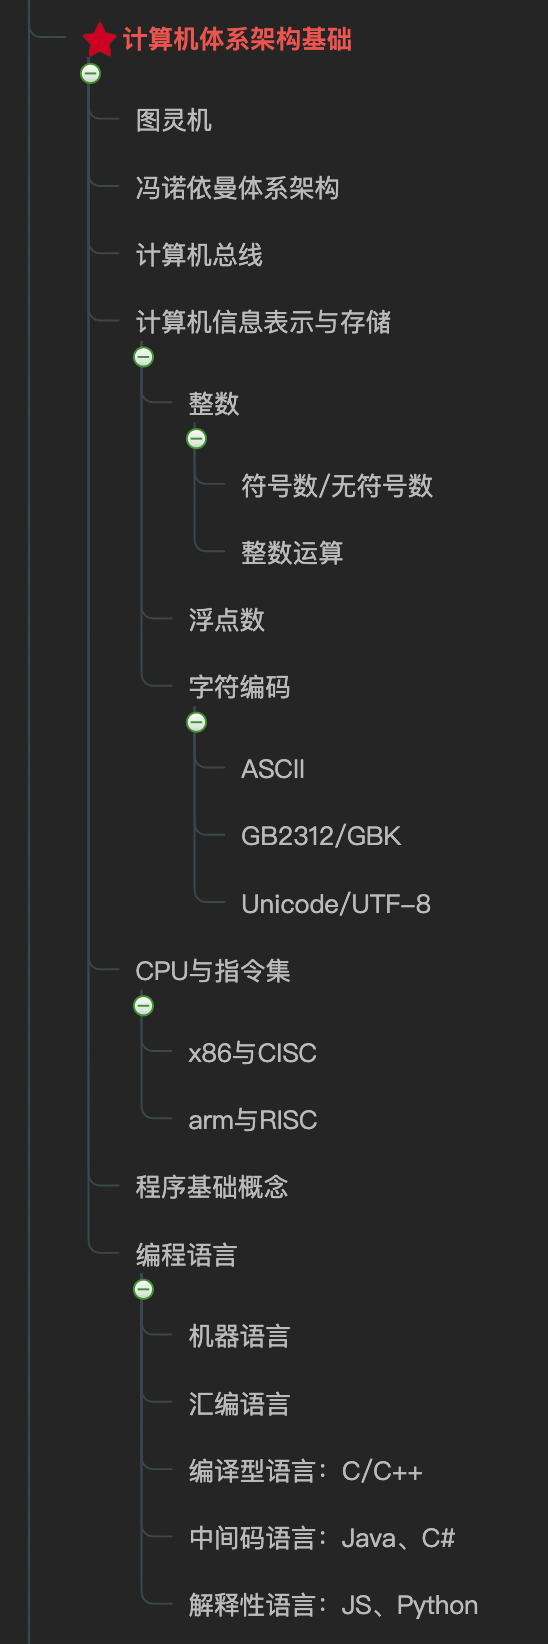 计算机体系架构基础
图灵机
冯诺依曼体系架构
计算机总线
计算机信息表示与存储
整数
符号数/无符号数
整数运算
浮点数
字符编码
ASCII
GB2312/GBK
Unicode/UTF-8
CPU与指令集
x86与CISC
arm与RISC
程序基础概念
编程语言
机器语言
汇编语言
编译型语言：C/C++
中间码语言：Java、C#
解释性语言：JS、Python